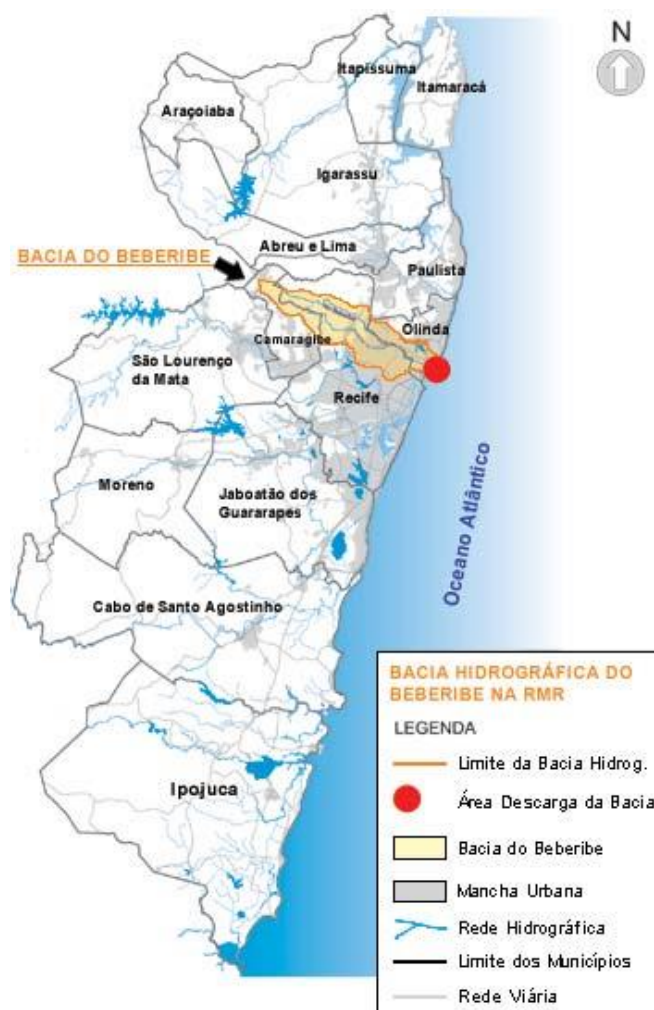 N
Itapissuma
Itamaracá
Araçoiaba
Igarassu
Abreu e Lima
BACIA DO BEBERIBE
Paulista
Olinda
Camaragibe
São Lourenço
da Mata
Recife
Moreno
Jaboatão dos
Guararapes
Oceano Atlântico
Cabo de Santo Agostinho
Ipojuca
BACIA HIDROGRÁFICA DO
BEBERIBE NA RMR
LEGENDA
Limite da Bacia Hidrog.
Área Descarga da Bacia
Bacia do Beberibe
Mancha Urbana
Rede Hidrográfica
Limite dos Municípios
Rede Viária